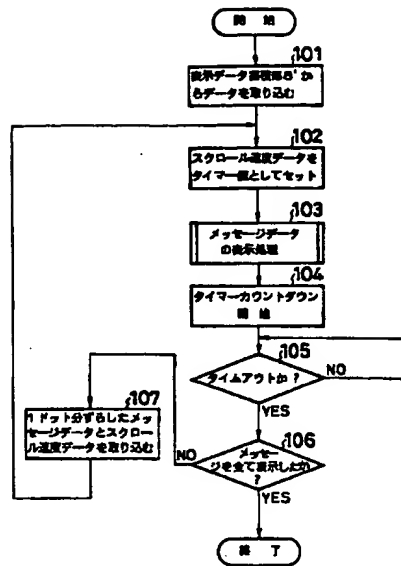 開始
101
表示データ蓄積部8'か
らデータを取り込む
102
スクロール速度データを
タイマー値としてセット
103
メッセージデータ
の表示処理
104
タイマーカウントダウン
開始
105
タイムアウトか?
NO
YES
107
1ドット分ずらしたメッ
セージデータとスクロー
ル速度データを取り込む
106
メッセー
ジを全て表示したか
?
NO
YES
終了